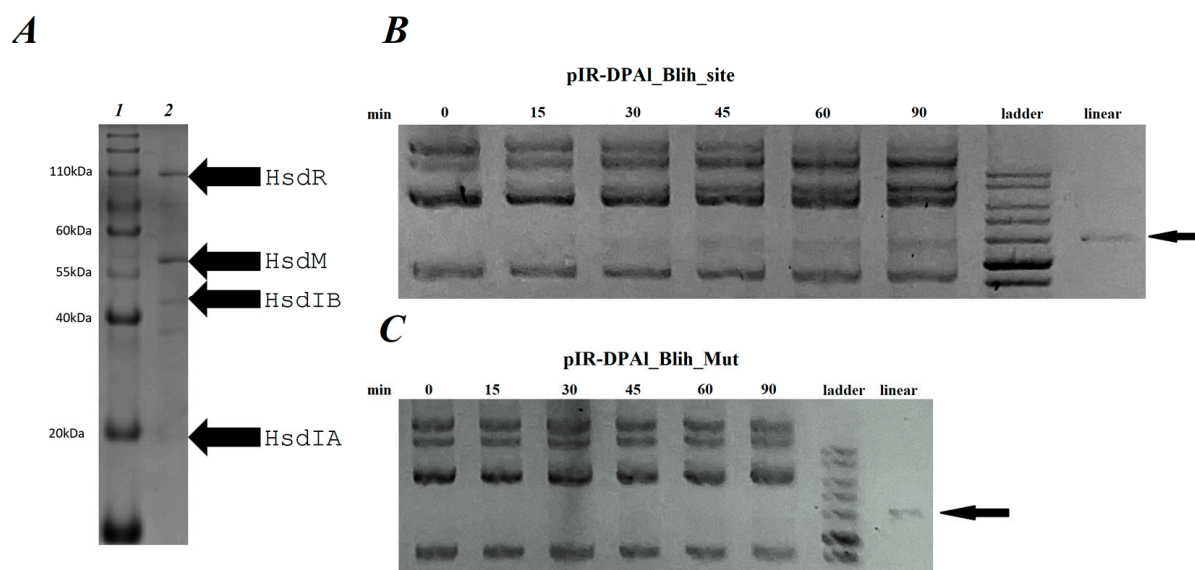 A
1 2
110kDa
HsdR
60kDa
HsdM
55kDa
HsdIB
40kDa
20kDa
HsdIA
B
pIR-DPAl_Blih_site
min 0 15 30 45 60 90 ladder linear
C
pIR-DPAl_Blih_Mut
min 0 15 30 45 60 90 ladder linear